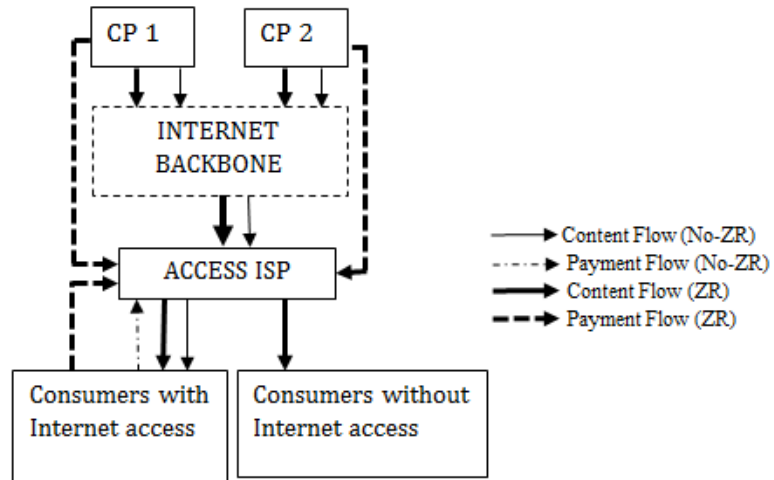 CP 1
CP 2
INTERNET
BACKBONE
ACCESS ISP
Content Flow (No-ZR)
Payment Flow (No-ZR)
Content Flow (ZR)
Payment Flow (ZR)
Consumers with
Internet access
Consumers without
Internet access